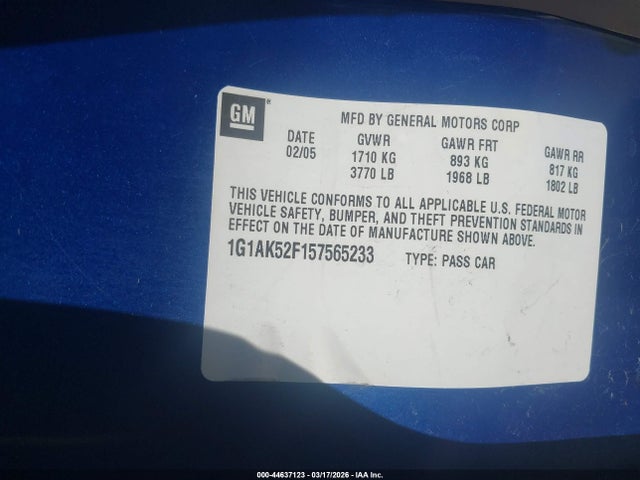 GM ®
MFD BY GENERAL MOTORS CORP
DATE GVWR GAWR FRT GAWR RR
02/05 1710 KG 893 KG 817 KG
3770 LB 1968 LB 1802 LB
THIS VEHICLE CONFORMS TO ALL APPLICABLE U.S. FEDERAL MOTOR
VEHICLE SAFETY, BUMPER, AND THEFT PREVENTION STANDARDS IN
EFFECT ON THE DATE OF MANUFACTURE SHOWN ABOVE.
1G1AK52F157565233 TYPE: PASS CAR
000-44637123 - 03/17/2026 - IAA Inc.